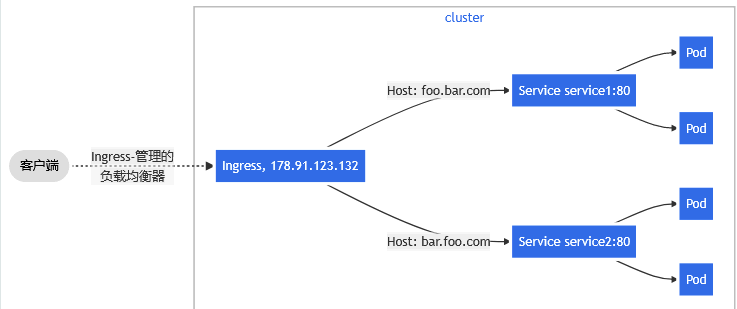 cluster
Pod
Host: foo.bar.com
Service service1:80
Pod
客户端
Ingress-管理的
负载均衡器
Ingress, 178.91.123.132
Pod
Host: bar.foo.com
Service service2:80
Pod